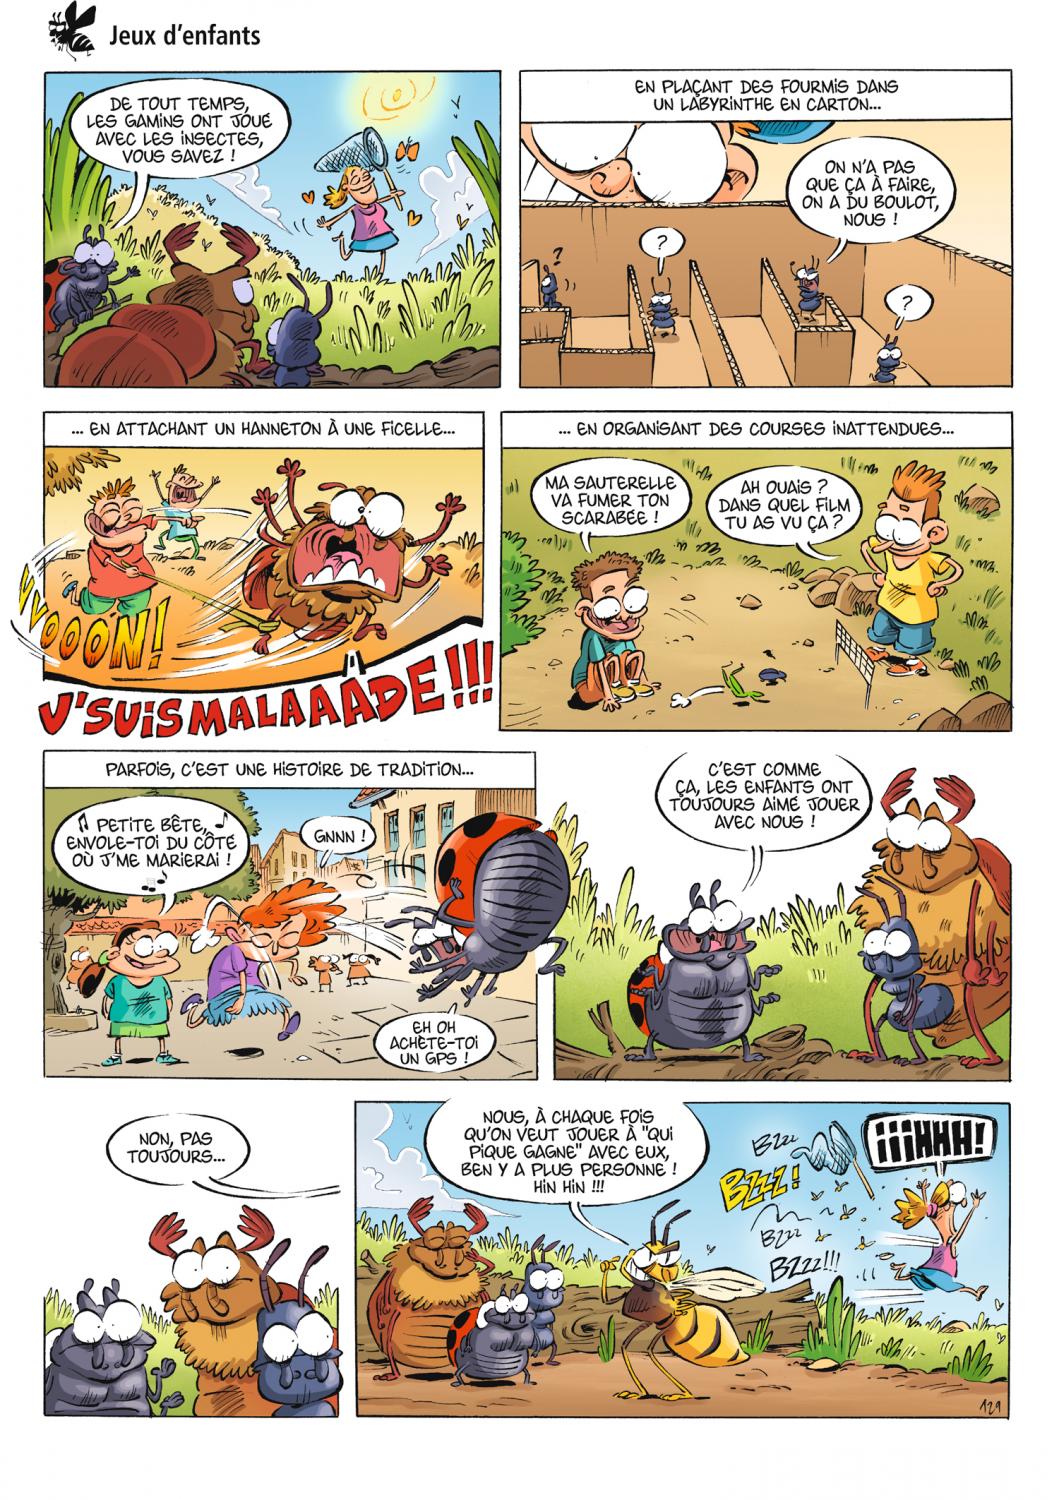 Jeux d'enfants
DE TOUT TEMPS,
LES GAMINS ONT JOUÉ
AVEC LES INSECTES,
VOUS SAVEZ !
EN PLAÇANT DES FOURMIS DANS
UN LABYRINTHE EN CARTON...
ON N'A PAS
QUE ÇA À FAIRE,
ON A DU BOULOT,
NOUS !
?
?
?
... EN ATTACHANT UN HANNETON À UNE FICELLE...
VVOOON!
J'SUIS MALAAADE!!!
... EN ORGANISANT DES COURSES INATTENDUES...
MA SAUTERELLE
VA FUMER TON
SCARABÉE !
AH OUAIS ?
DANS QUEL FILM
TU AS VU ÇA ?
PARFOIS, C'EST UNE HISTOIRE DE TRADITION...
♫ PETITE BÊTE, ♪
ENVOLE-TOI DU CÔTÉ
OÙ J'ME MARIERAI !
GNNN !
EH OH
ACHÈTE-TOI
UN GPS !
C'EST COMME
ÇA, LES ENFANTS ONT
TOUJOURS AIMÉ JOUER
AVEC NOUS !
NON, PAS
TOUJOURS...
NOUS, À CHAQUE FOIS
QU'ON VEUT JOUER À "QUI
PIQUE GAGNE" AVEC EUX,
BEN Y A PLUS PERSONNE !
HIN HIN !!!
BZzz
BZzz!
BZzz
BZzz
BZzz!!!
iiiHHH!
129